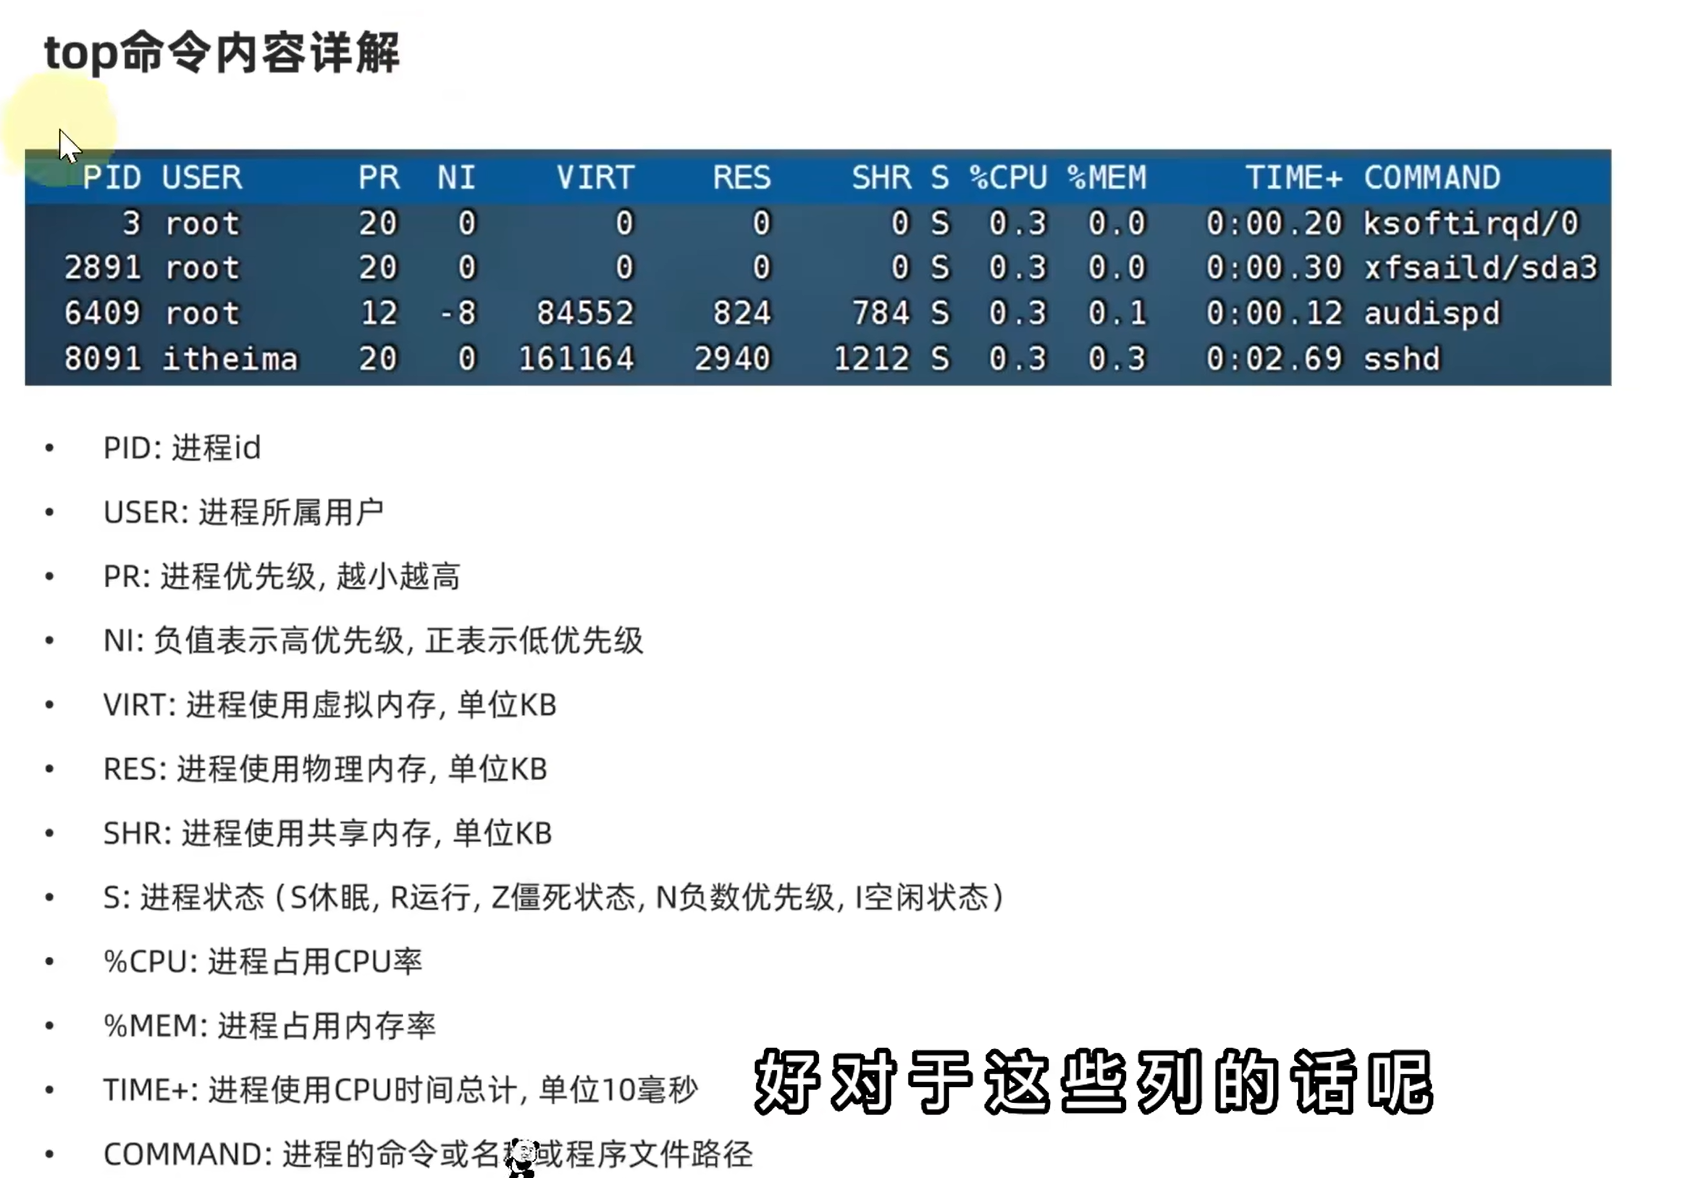 top命令内容详解
PID USER PR NI VIRT RES SHR S %CPU %MEM TIME+ COMMAND
3 root 20 0 0 0 0 S 0.3 0.0 0:00.20 ksoftirqd/0
2891 root 20 0 0 0 0 S 0.3 0.0 0:00.30 xfsaild/sda3
6409 root 12 -8 84552 824 784 S 0.3 0.1 0:00.12 audispd
8091 itheima 20 0 161164 2940 1212 S 0.3 0.3 0:02.69 sshd
• PID: 进程id
• USER: 进程所属用户
• PR: 进程优先级, 越小越高
• NI: 负值表示高优先级, 正表示低优先级
• VIRT: 进程使用虚拟内存, 单位KB
• RES: 进程使用物理内存, 单位KB
• SHR: 进程使用共享内存, 单位KB
• S: 进程状态 (S休眠, R运行, Z僵死状态, N负数优先级, I空闲状态)
• %CPU: 进程占用CPU率
• %MEM: 进程占用内存率
• TIME+: 进程使用CPU时间总计, 单位10毫秒
好对于这些列的话呢
• COMMAND: 进程的命令或名称或程序文件路径